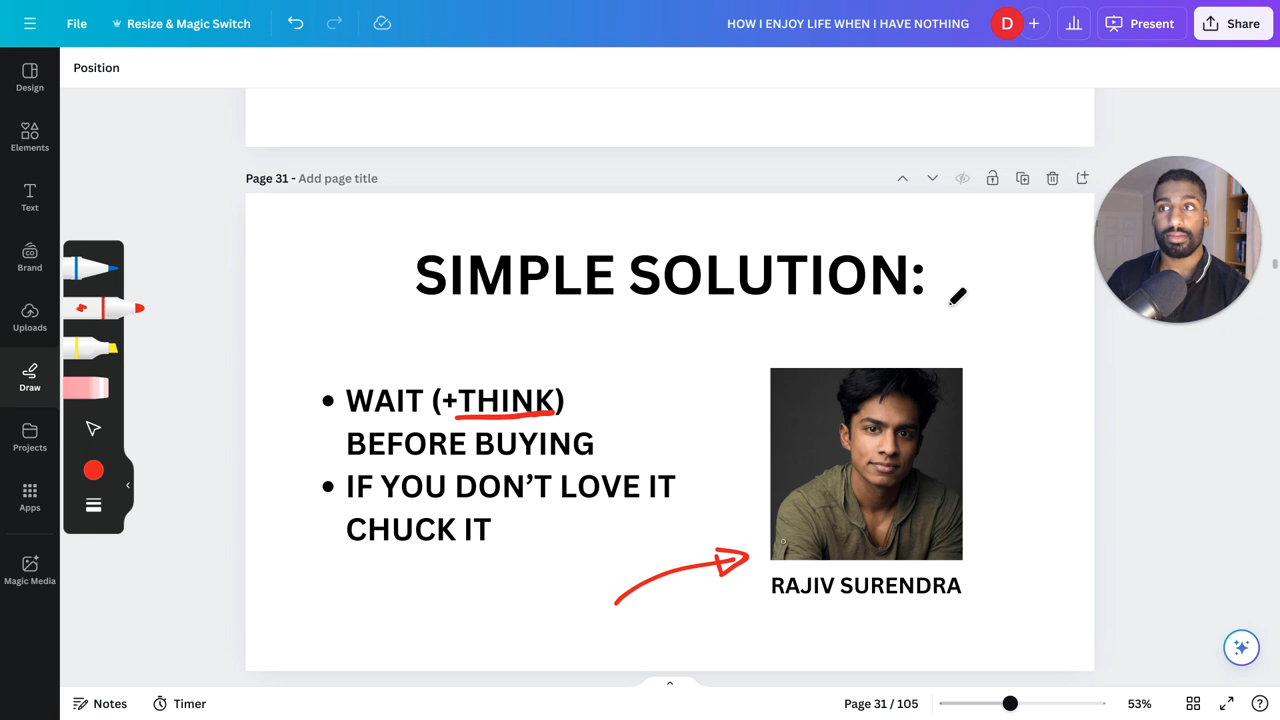 File
Resize & Magic Switch
HOW I ENJOY LIFE WHEN I HAVE NOTHING
D
Present
Share
Position
Design
Elements
Text
Brand
Uploads
Draw
Projects
Apps
Magic Media
Page 31 - Add page title
SIMPLE SOLUTION:
WAIT (+THINK)
BEFORE BUYING
IF YOU DON’T LOVE IT
CHUCK IT
RAJIV SURENDRA
Notes
Timer
Page 31 / 105
53%